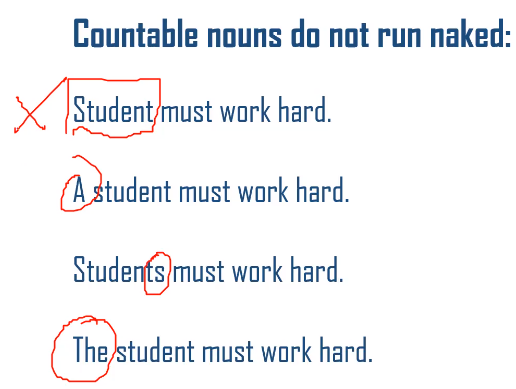 Countable nouns do not run naked:
Student must work hard.
A student must work hard.
Students must work hard.
The student must work hard.